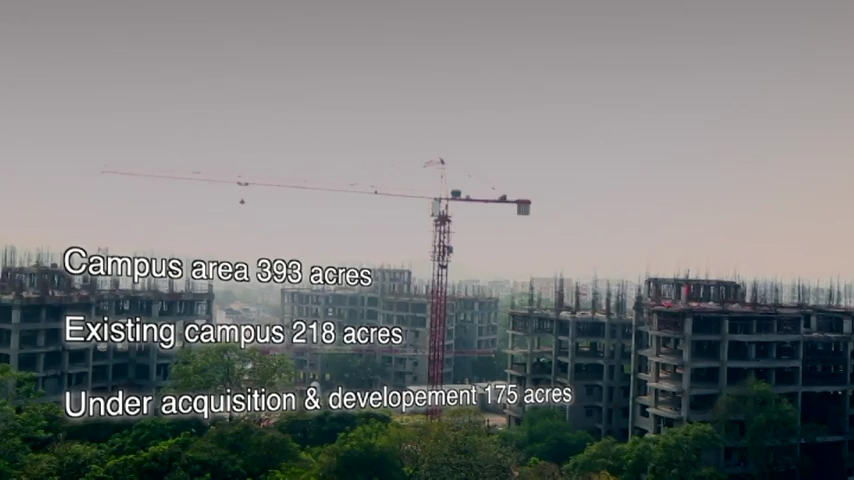 Campus area 393 acres
Existing campus 218 acres
Under acquisition & developement 175 acres